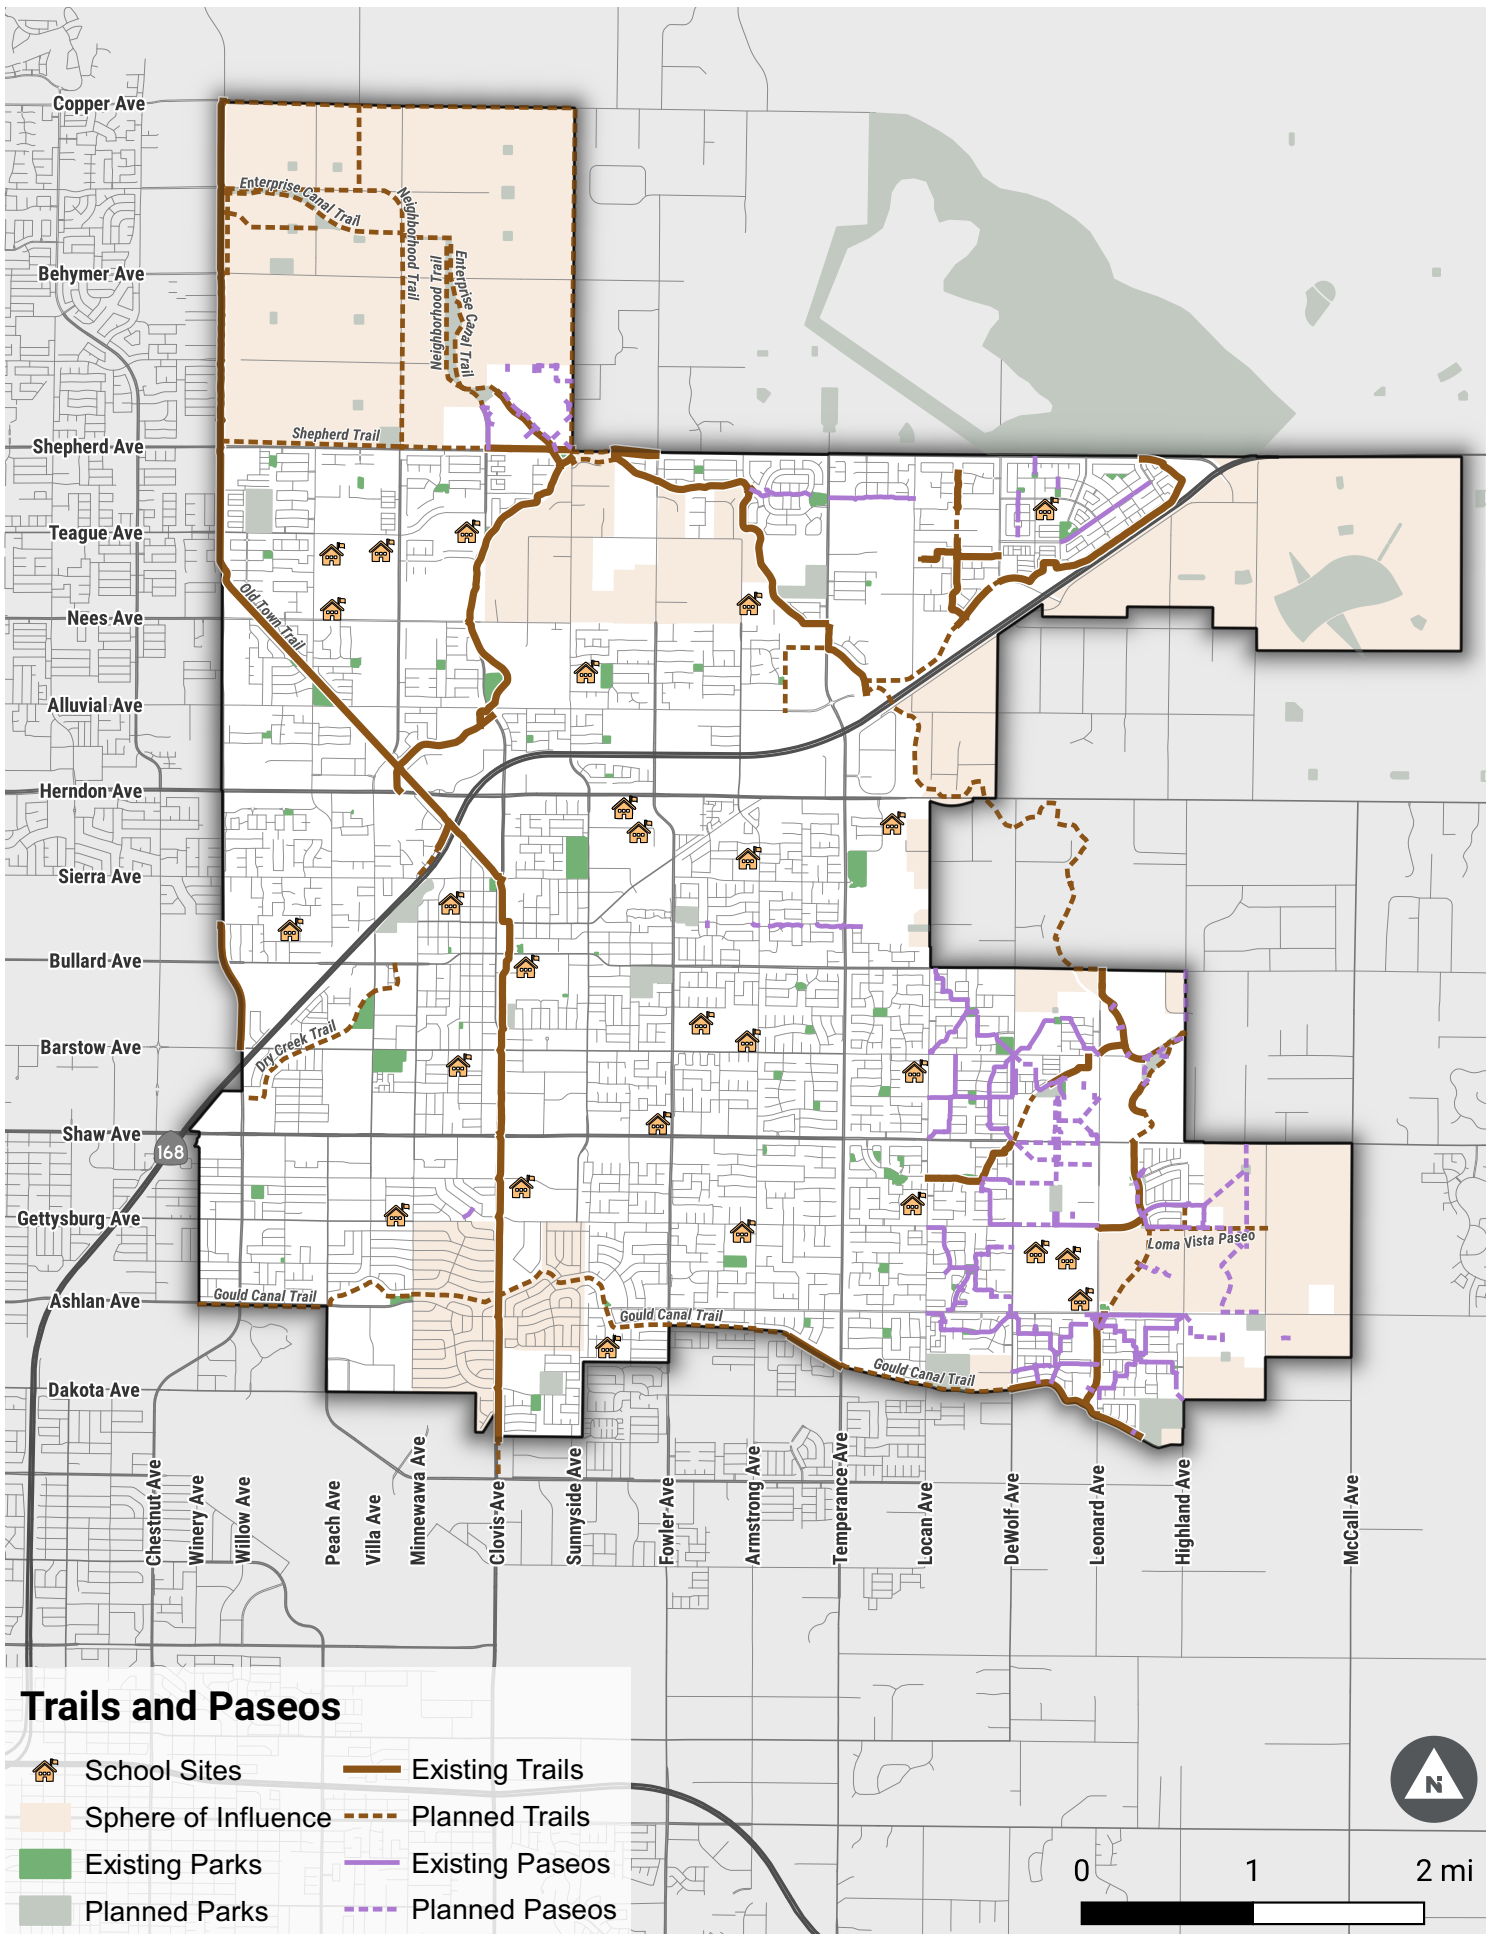 Copper Ave
Enterprise Canal Trail
Neighborhood Trail
Behymer Ave
Neighborhood Trail
Enterprise Canal Trail
Shepherd Trail
Shepherd Ave
Teague Ave
Old Town Trail
Nees Ave
Alluvial Ave
Herndon Ave
Sierra Ave
Bullard Ave
Dry Creek Trail
Barstow Ave
Shaw Ave
168
Gettysburg Ave
Loma Vista Paseo
Gould Canal Trail
Ashlan Ave
Gould Canal Trail
Gould Canal Trail
Dakota Ave
Chestnut Ave
Winery Ave
Willow Ave
Peach Ave
Villa Ave
Minnewawa Ave
Clovis Ave
Sunnyside Ave
Fowler Ave
Armstrong Ave
Temperance Ave
Locan Ave
DeWolf Ave
Leonard Ave
Highland Ave
McCall Ave
Trails and Paseos
School Sites
Existing Trails
Sphere of Influence
Planned Trails
Existing Parks
Existing Paseos
Planned Parks
Planned Paseos
N
0 1 2 mi